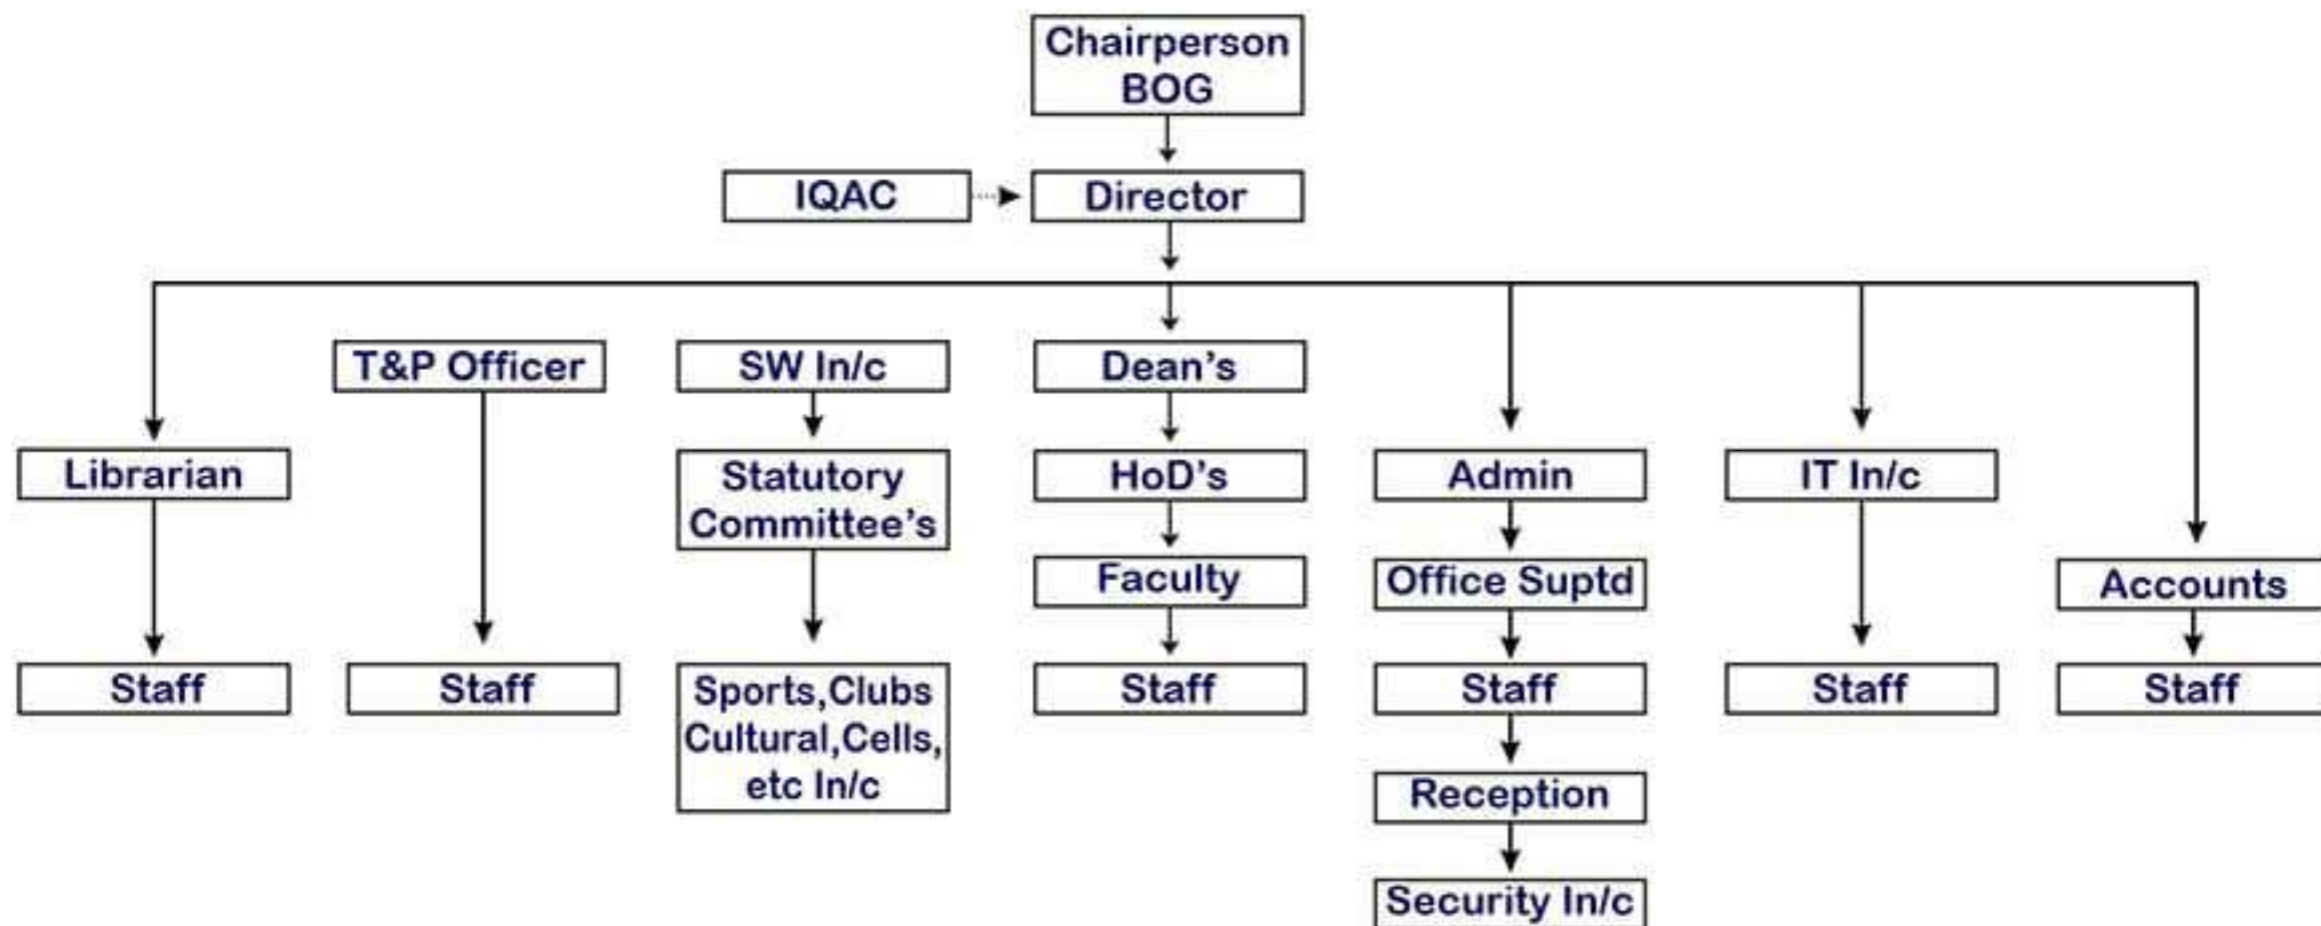 Chairperson
BOG
IQAC
Director
T&P Officer
SW In/c
Dean's
Librarian
Statutory
Committee's
HoD's
Admin
IT In/c
Faculty
Office Suptd
Accounts
Staff
Staff
Sports,Clubs
Cultural,Cells,
etc In/c
Staff
Staff
Staff
Staff
Reception
Security In/c